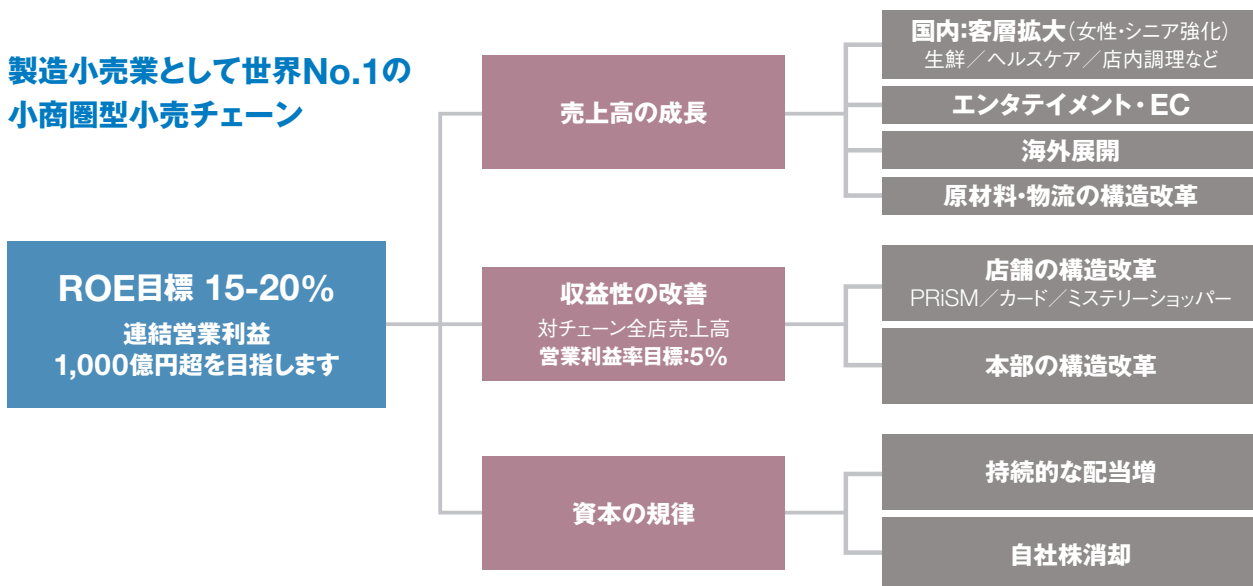 製造小売業として世界No.1の
小商圏型小売チェーン
ROE目標 15-20%
連結営業利益
1,000億円超を目指します
売上高の成長
国内:客層拡大(女性・シニア強化)
生鮮／ヘルスケア／店内調理など
エンタテイメント・EC
海外展開
原材料・物流の構造改革
収益性の改善
対チェーン全店売上高
営業利益率目標:5%
店舗の構造改革
PRiSM／カード／ミステリーショッパー
本部の構造改革
資本の規律
持続的な配当増
自社株消却